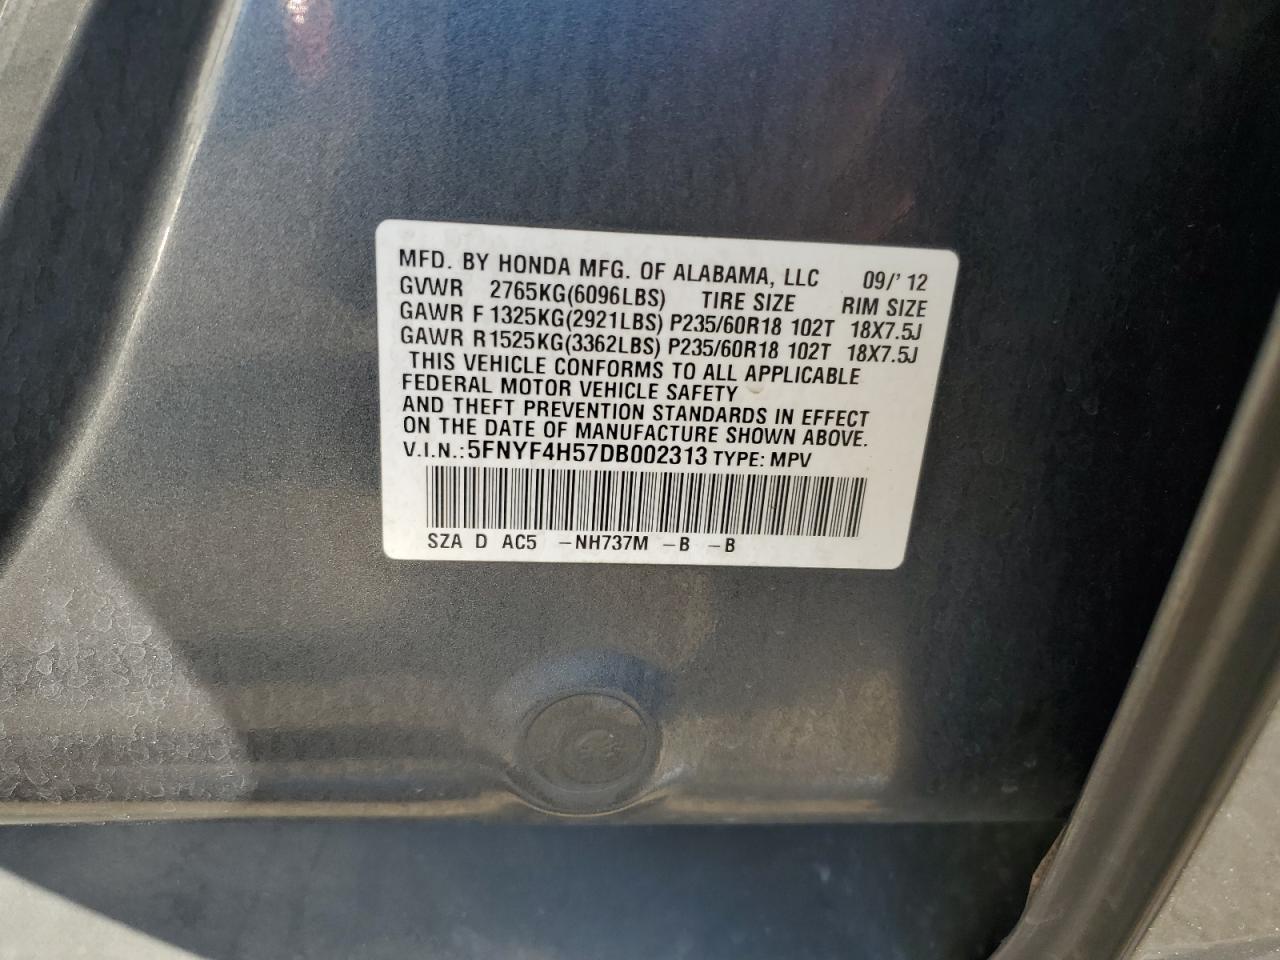 MFD. BY HONDA MFG. OF ALABAMA, LLC 09/'12
GVWR 2765KG(6096LBS) TIRE SIZE RIM SIZE
GAWR F 1325KG(2921LBS) P235/60R18 102T 18X7.5J
GAWR R 1525KG(3362LBS) P235/60R18 102T 18X7.5J
THIS VEHICLE CONFORMS TO ALL APPLICABLE
FEDERAL MOTOR VEHICLE SAFETY
AND THEFT PREVENTION STANDARDS IN EFFECT
ON THE DATE OF MANUFACTURE SHOWN ABOVE.
V.I.N.: 5FNYF4H57DB002313 TYPE: MPV
SZA D AC5 -NH737M -B -B